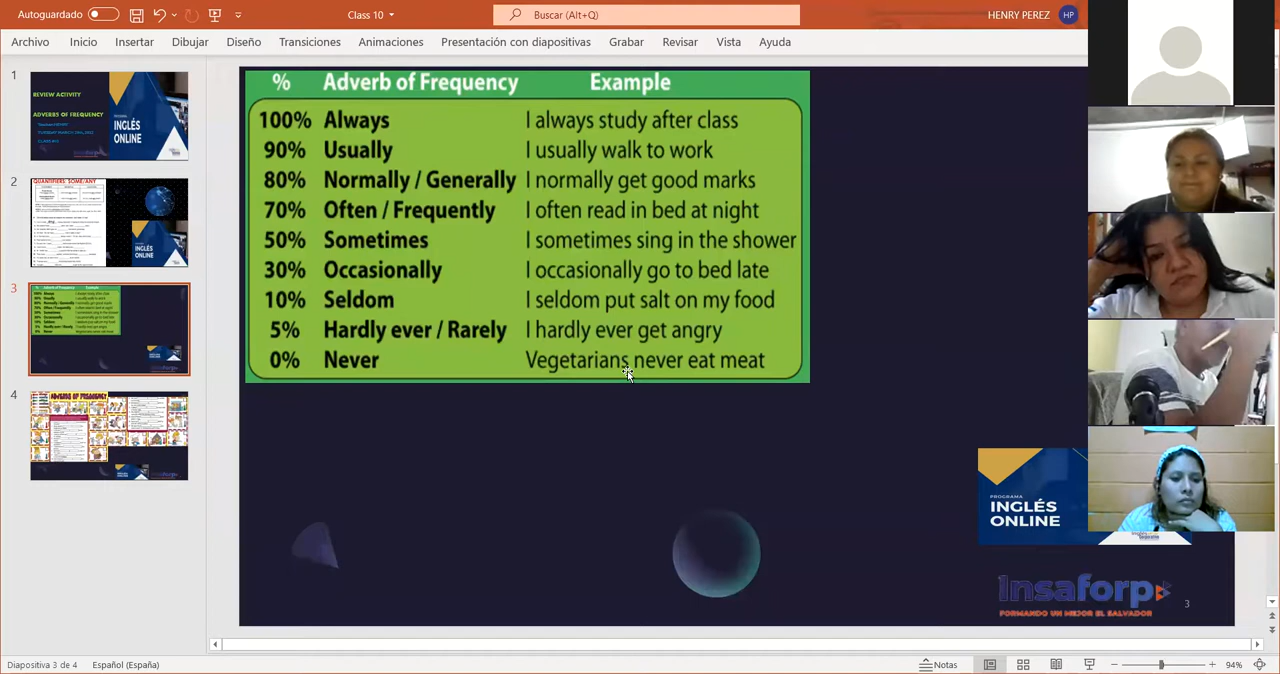 Autoguardado
Class 10
Buscar (Alt+Q)
HENRY PEREZ
HP
Archivo Inicio Insertar Dibujar Diseño Transiciones Animaciones Presentación con diapositivas Grabar Revisar Vista Ayuda
1
REVIEW ACTIVITY
ADVERBS OF FREQUENCY
INGLÉS
ONLINE
2
QUANTIFIERS: SOME/ANY
3
4
ADVERBS OF FREQUENCY
% Adverb of Frequency Example
100% Always I always study after class
90% Usually I usually walk to work
80% Normally / Generally I normally get good marks
70% Often / Frequently I often read in bed at night
50% Sometimes I sometimes sing in the shower
30% Occasionally I occasionally go to bed late
10% Seldom I seldom put salt on my food
5% Hardly ever / Rarely I hardly ever get angry
0% Never Vegetarians never eat meat
PROGRAMA
INGLÉS
ONLINE
Insaforp
FORMANDO UN MEJOR EL SALVADOR
3
Diapositiva 3 de 4 Español (España) Notas 94%